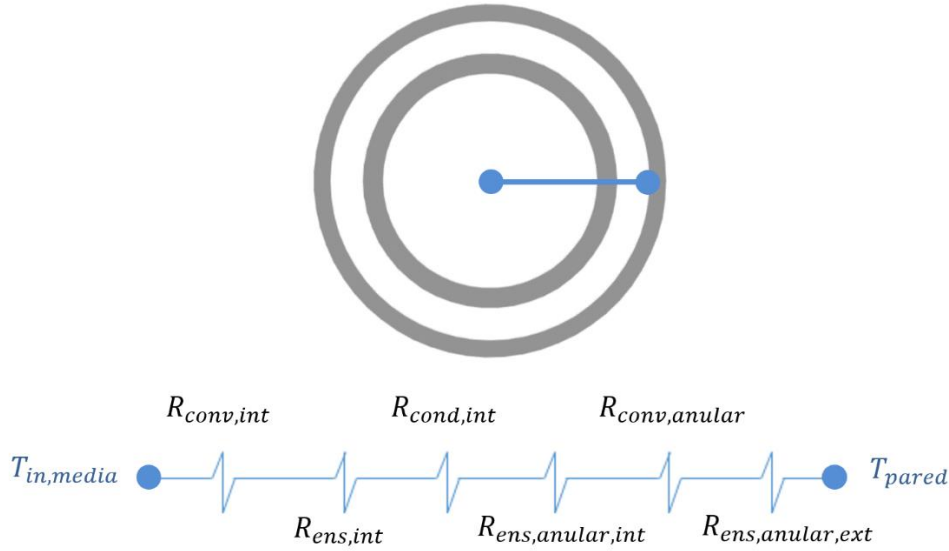 R_{conv,int} R_{cond,int} R_{conv,anular}
T_{in,media} T_{pared}
R_{ens,int} R_{ens,anular,int} R_{ens,anular,ext}